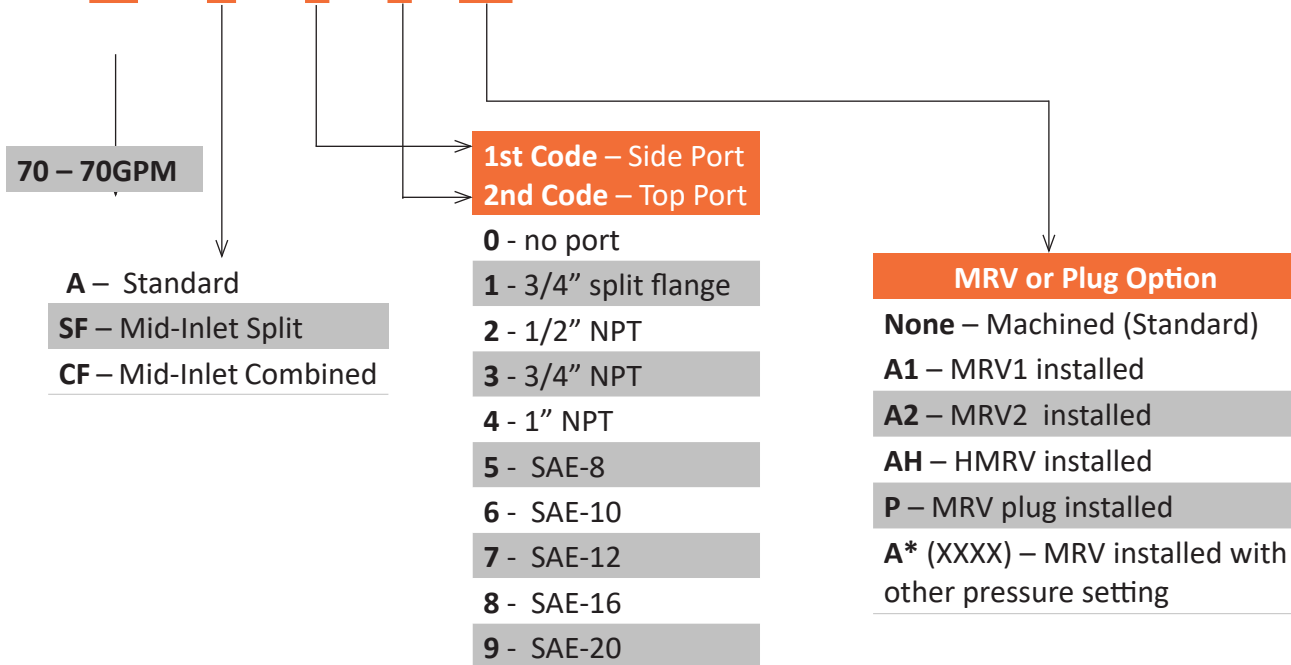 70 – 70GPM
A – Standard
SF – Mid-Inlet Split
CF – Mid-Inlet Combined
1st Code – Side Port
2nd Code – Top Port
0 - no port
1 - 3/4” split flange
2 - 1/2” NPT
3 - 3/4” NPT
4 - 1” NPT
5 - SAE-8
6 - SAE-10
7 - SAE-12
8 - SAE-16
9 - SAE-20
MRV or Plug Option
None – Machined (Standard)
A1 – MRV1 installed
A2 – MRV2 installed
AH – HMRV installed
P – MRV plug installed
A* (XXXX) – MRV installed with
other pressure setting